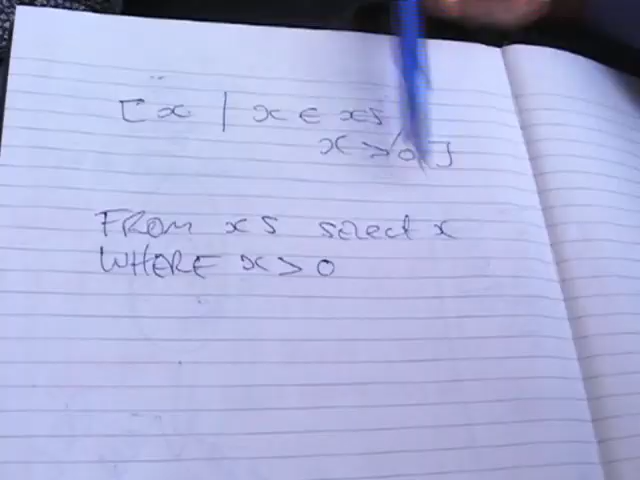 [x | x ∈ xs,
x > 0]
FROM xs select x
WHERE x > 0